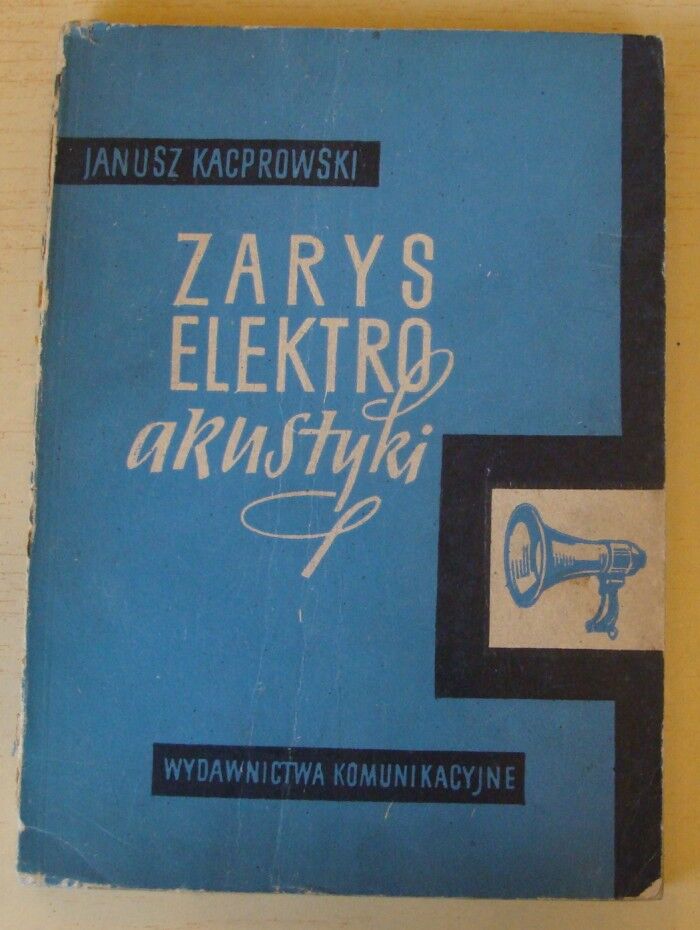 JANUSZ KACPROWSKI
ZARYS
ELEKTRO
akustyki
WYDAWNICTWA KOMUNIKACYJNE